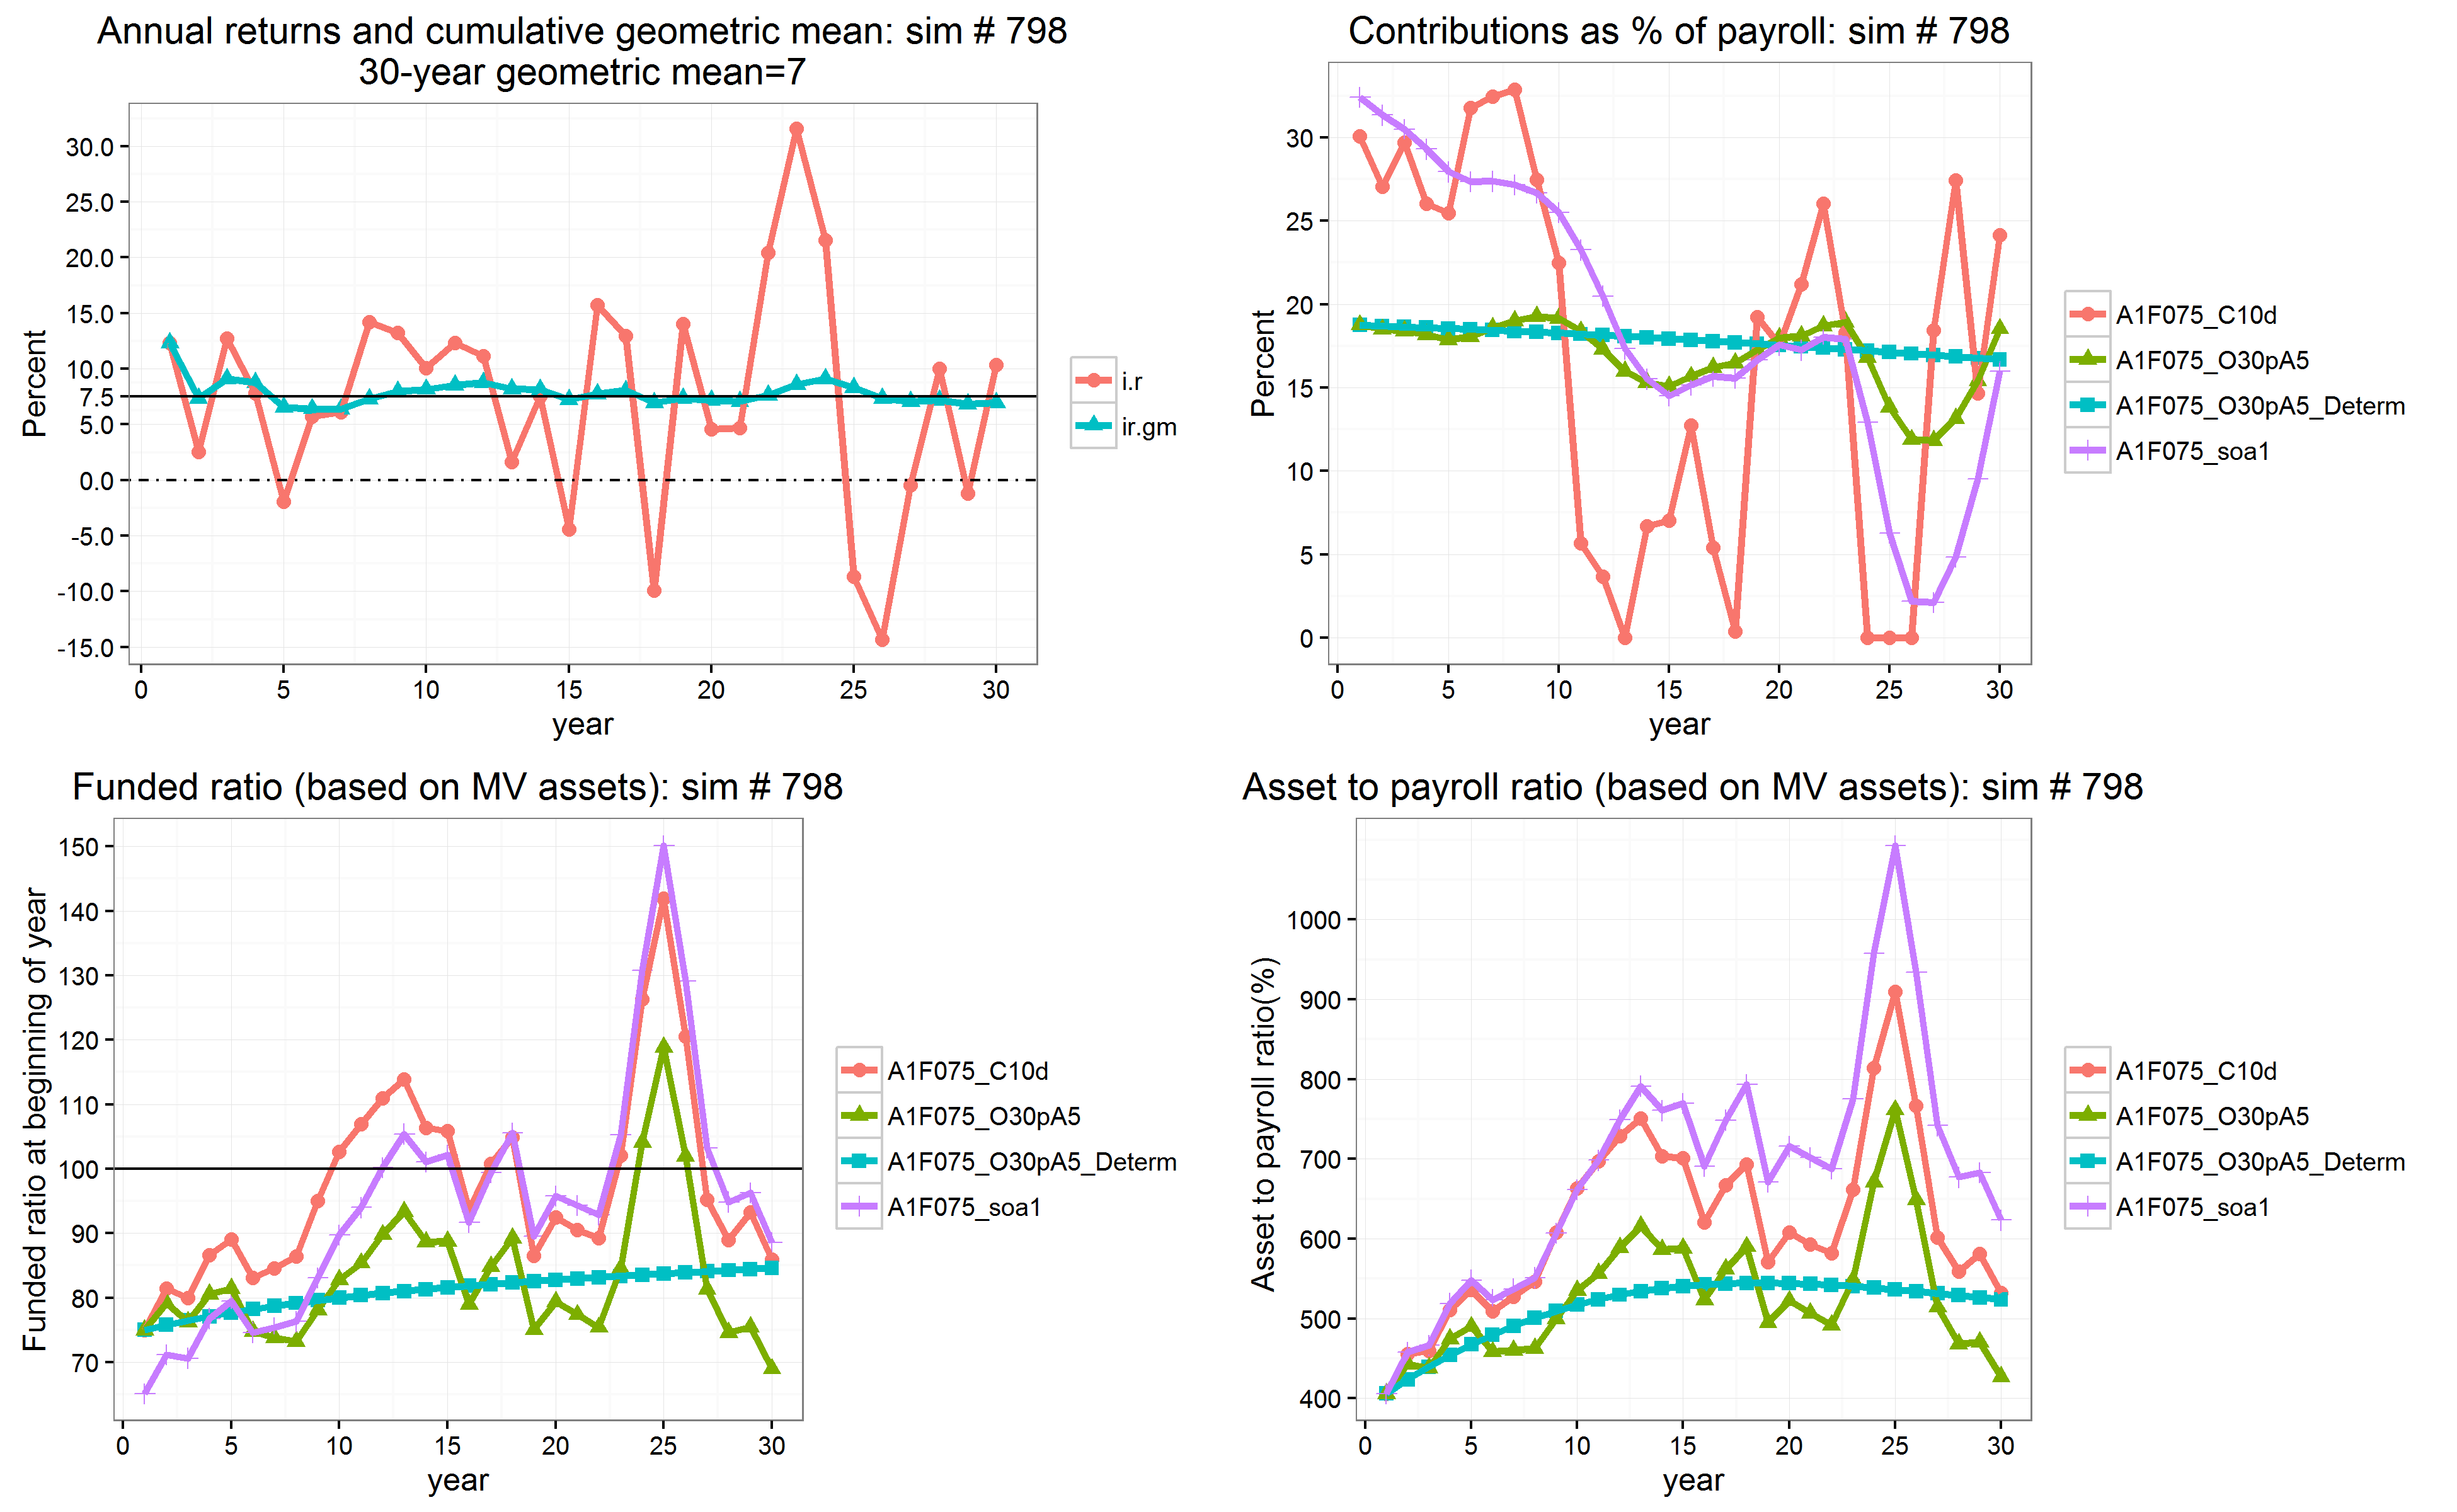 Annual returns and cumulative geometric mean: sim # 798
30-year geometric mean=7
Percent
30.0
25.0
20.0
15.0
10.0
7.5
5.0
0.0
-5.0
-10.0
-15.0
0 5 10 15 20 25 30
year
i.r
ir.gm
Contributions as % of payroll: sim # 798
Percent
30
25
20
15
10
5
0
0 5 10 15 20 25 30
year
A1F075_C10d
A1F075_O30pA5
A1F075_O30pA5_Determ
A1F075_soa1
Funded ratio (based on MV assets): sim # 798
Funded ratio at beginning of year
150
140
130
120
110
100
90
80
70
0 5 10 15 20 25 30
year
A1F075_C10d
A1F075_O30pA5
A1F075_O30pA5_Determ
A1F075_soa1
Asset to payroll ratio (based on MV assets): sim # 798
Asset to payroll ratio(%)
1000
900
800
700
600
500
400
0 5 10 15 20 25 30
year
A1F075_C10d
A1F075_O30pA5
A1F075_O30pA5_Determ
A1F075_soa1